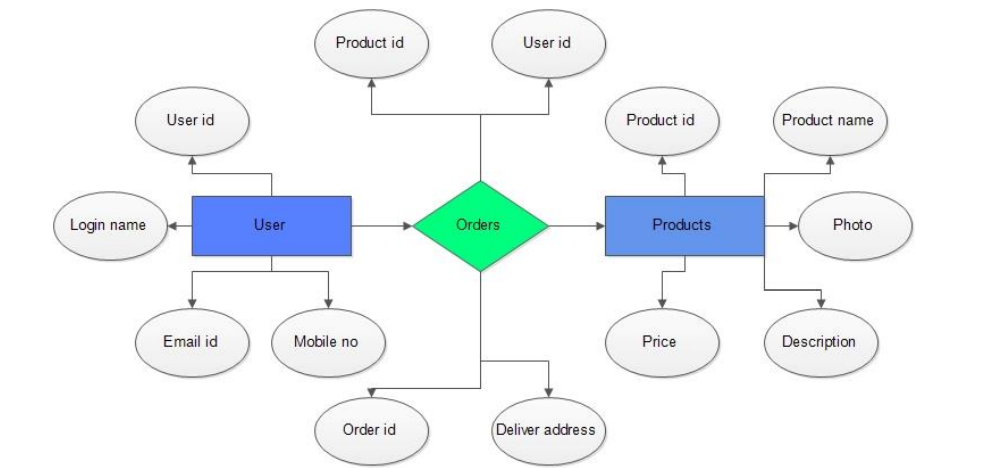 Product id
User id
User id
Product id
Product name
Login name
User
Orders
Products
Photo
Email id
Mobile no
Price
Description
Order id
Deliver address